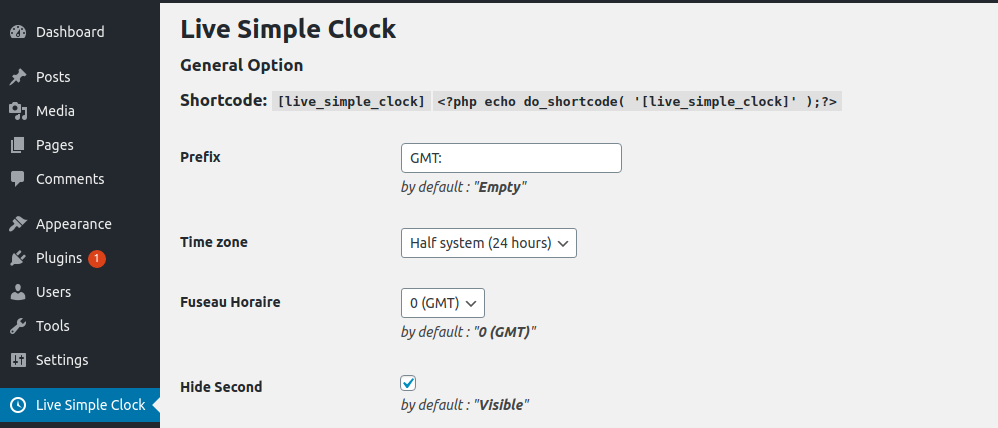 Dashboard
Posts
Media
Pages
Comments
Appearance
Plugins 1
Users
Tools
Settings
Live Simple Clock
Live Simple Clock
General Option
Shortcode: [live_simple_clock] <?php echo do_shortcode( '[live_simple_clock]' );?>
Prefix GMT:
by default : "Empty"
Time zone Half system (24 hours)
Fuseau Horaire 0 (GMT)
by default : "0 (GMT)"
Hide Second
by default : "Visible"